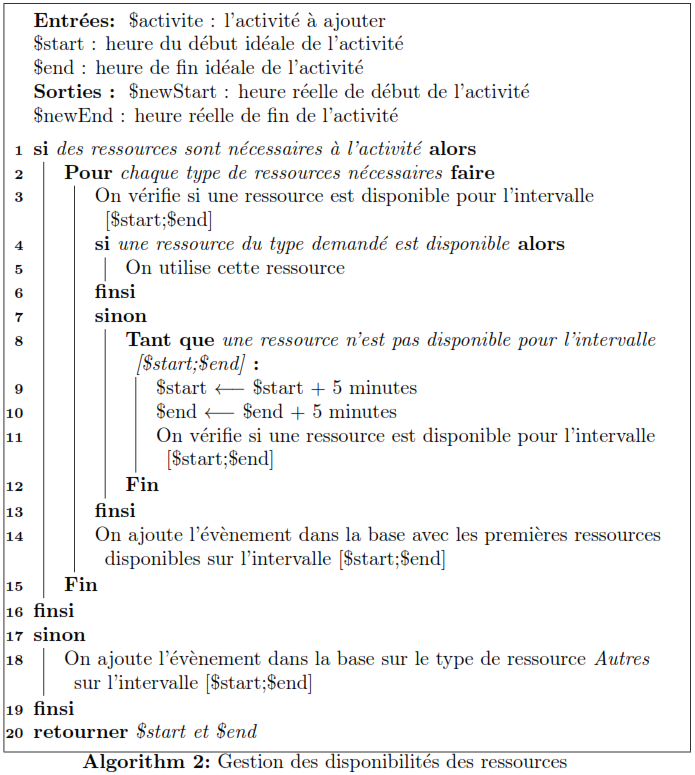 Entrées: $activite : l'activité à ajouter
$start : heure du début idéale de l'activité
$end : heure de fin idéale de l'activité
Sorties : $newStart : heure réelle de début de l'activité
$newEnd : heure réelle de fin de l'activité
1 si des ressources sont nécessaires à l'activité alors
2 Pour chaque type de ressources nécessaires faire
3 On vérifie si une ressource est disponible pour l'intervalle
[$start;$end]
4 si une ressource du type demandé est disponible alors
5 On utilise cette ressource
6 finsi
7 sinon
8 Tant que une ressource n'est pas disponible pour l'intervalle
[$start;$end] :
9 $start ⟵ $start + 5 minutes
10 $end ⟵ $end + 5 minutes
11 On vérifie si une ressource est disponible pour l'intervalle
[$start;$end]
12 Fin
13 finsi
14 On ajoute l'évènement dans la base avec les premières ressources
disponibles sur l'intervalle [$start;$end]
15 Fin
16 finsi
17 sinon
18 On ajoute l'évènement dans la base sur le type de ressource Autres
sur l'intervalle [$start;$end]
19 finsi
20 retourner $start et $end
Algorithm 2: Gestion des disponibilités des ressources